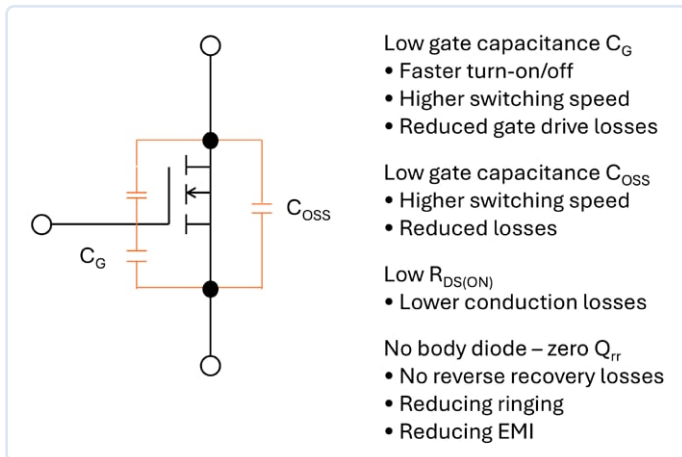 Low gate capacitance C_G
• Faster turn-on/off
• Higher switching speed
• Reduced gate drive losses
Low gate capacitance C_OSS
• Higher switching speed
• Reduced losses
Low R_DS(ON)
• Lower conduction losses
No body diode – zero Q_rr
• No reverse recovery losses
• Reducing ringing
• Reducing EMI
C_OSS
C_G